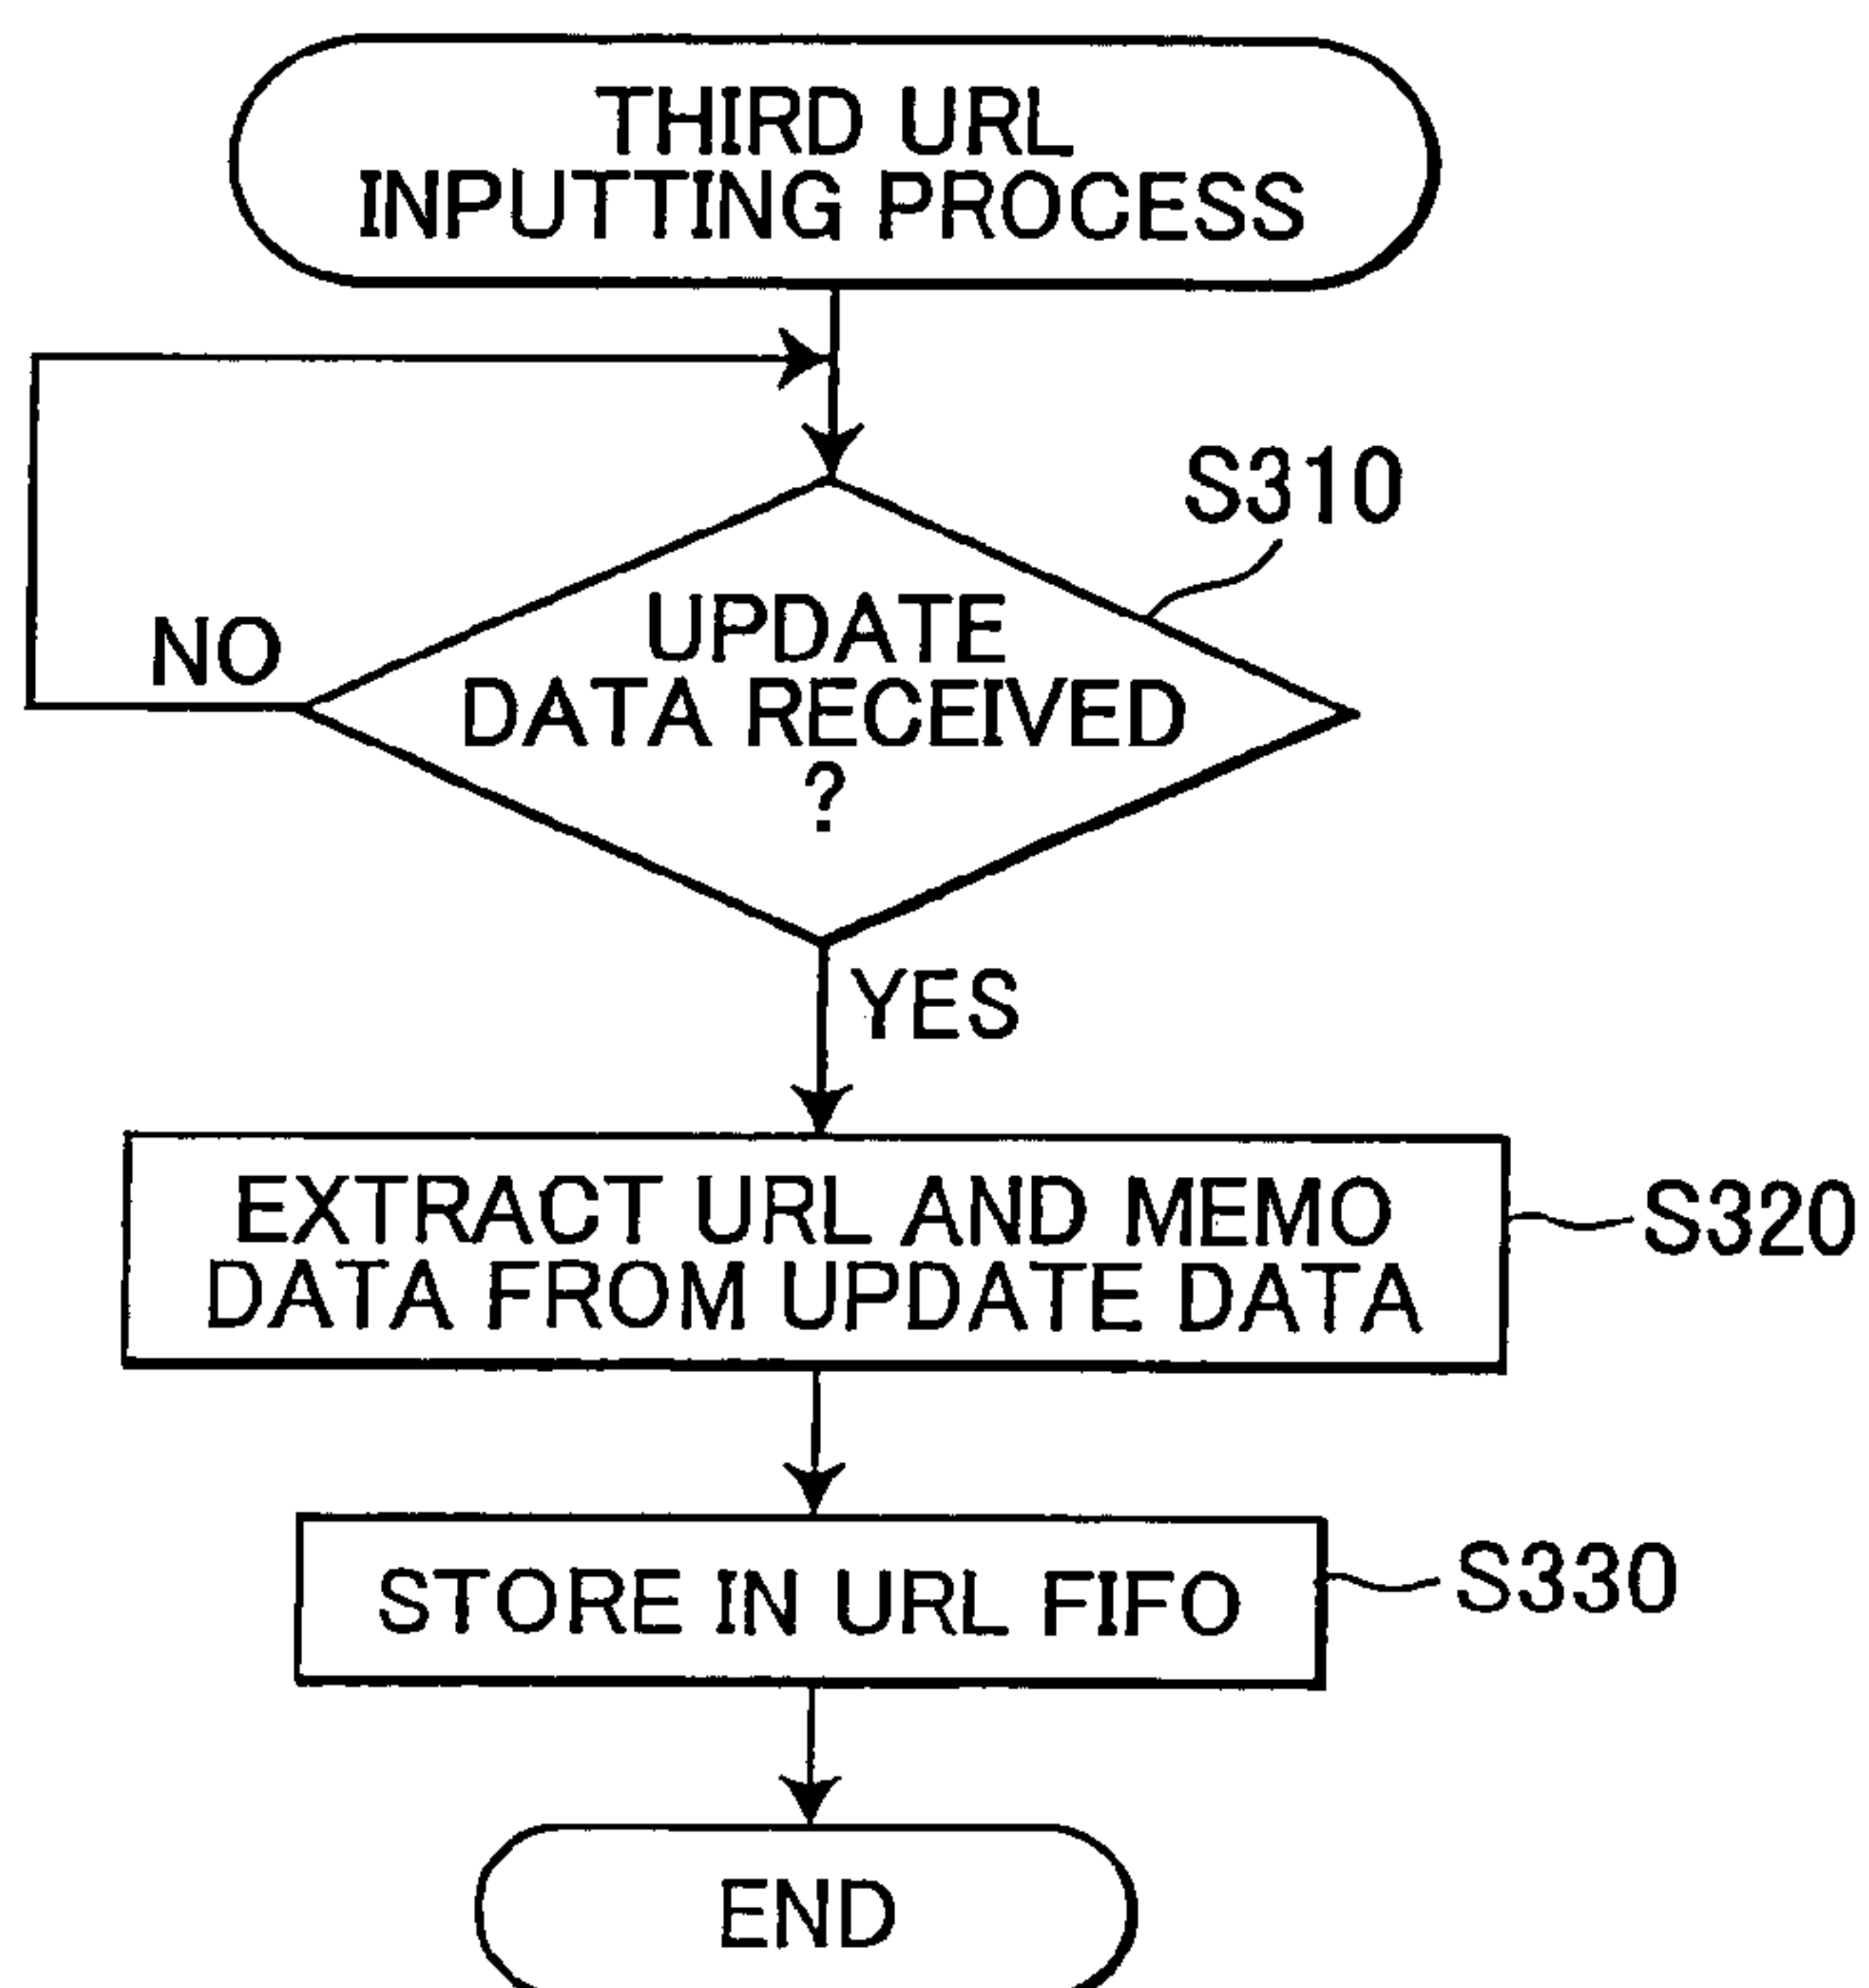 THIRD URL
INPUTTING PROCESS
S310
UPDATE
DATA RECEIVED
?
NO
YES
EXTRACT URL AND MEMO
DATA FROM UPDATE DATA
S320
STORE IN URL FIFO
S330
END